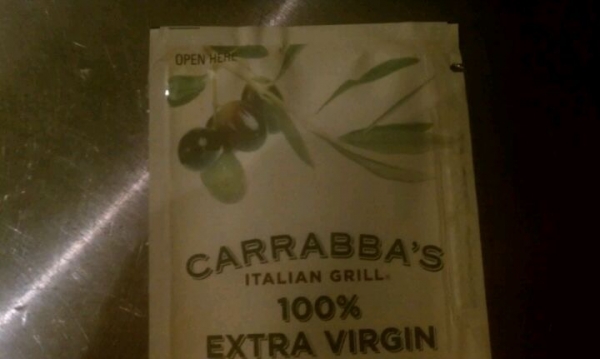 OPEN HERE
CARRABBA'S
ITALIAN GRILL
100%
EXTRA VIRGIN